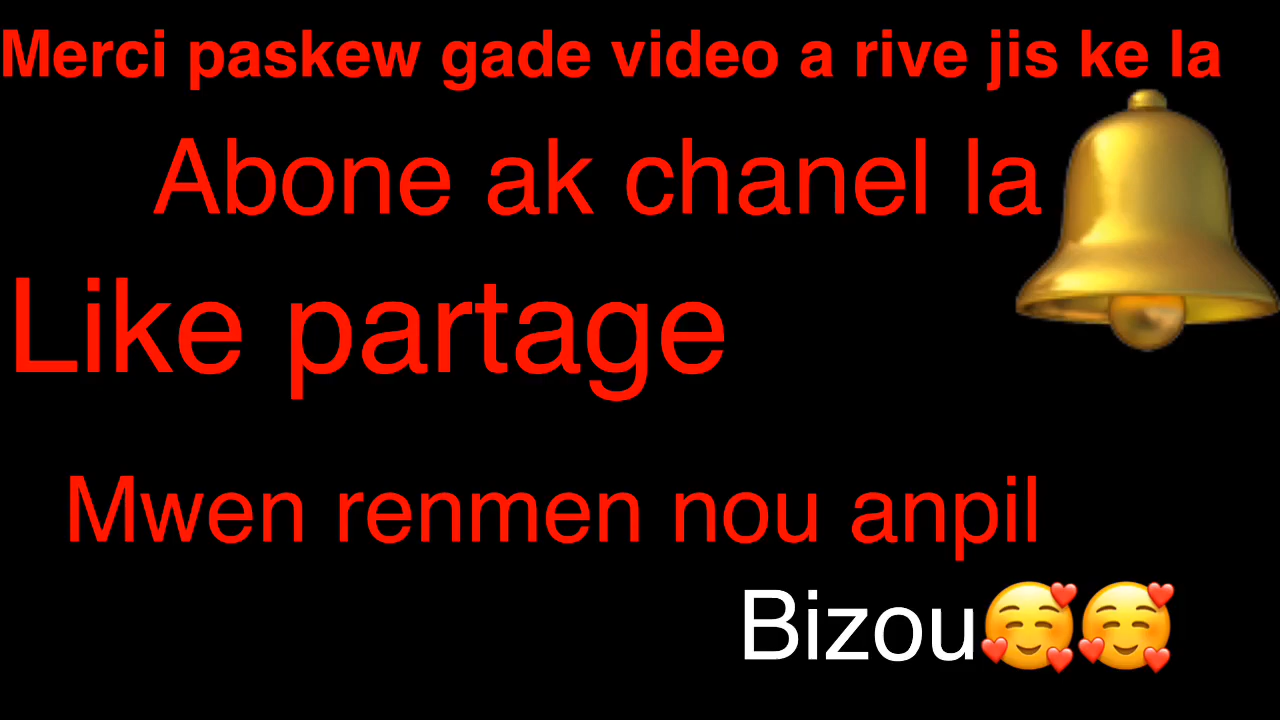 Merci paskew gade video a rive jis ke la
Abone ak chanel la
Like partage
Mwen renmen nou anpil
Bizou🥰🥰